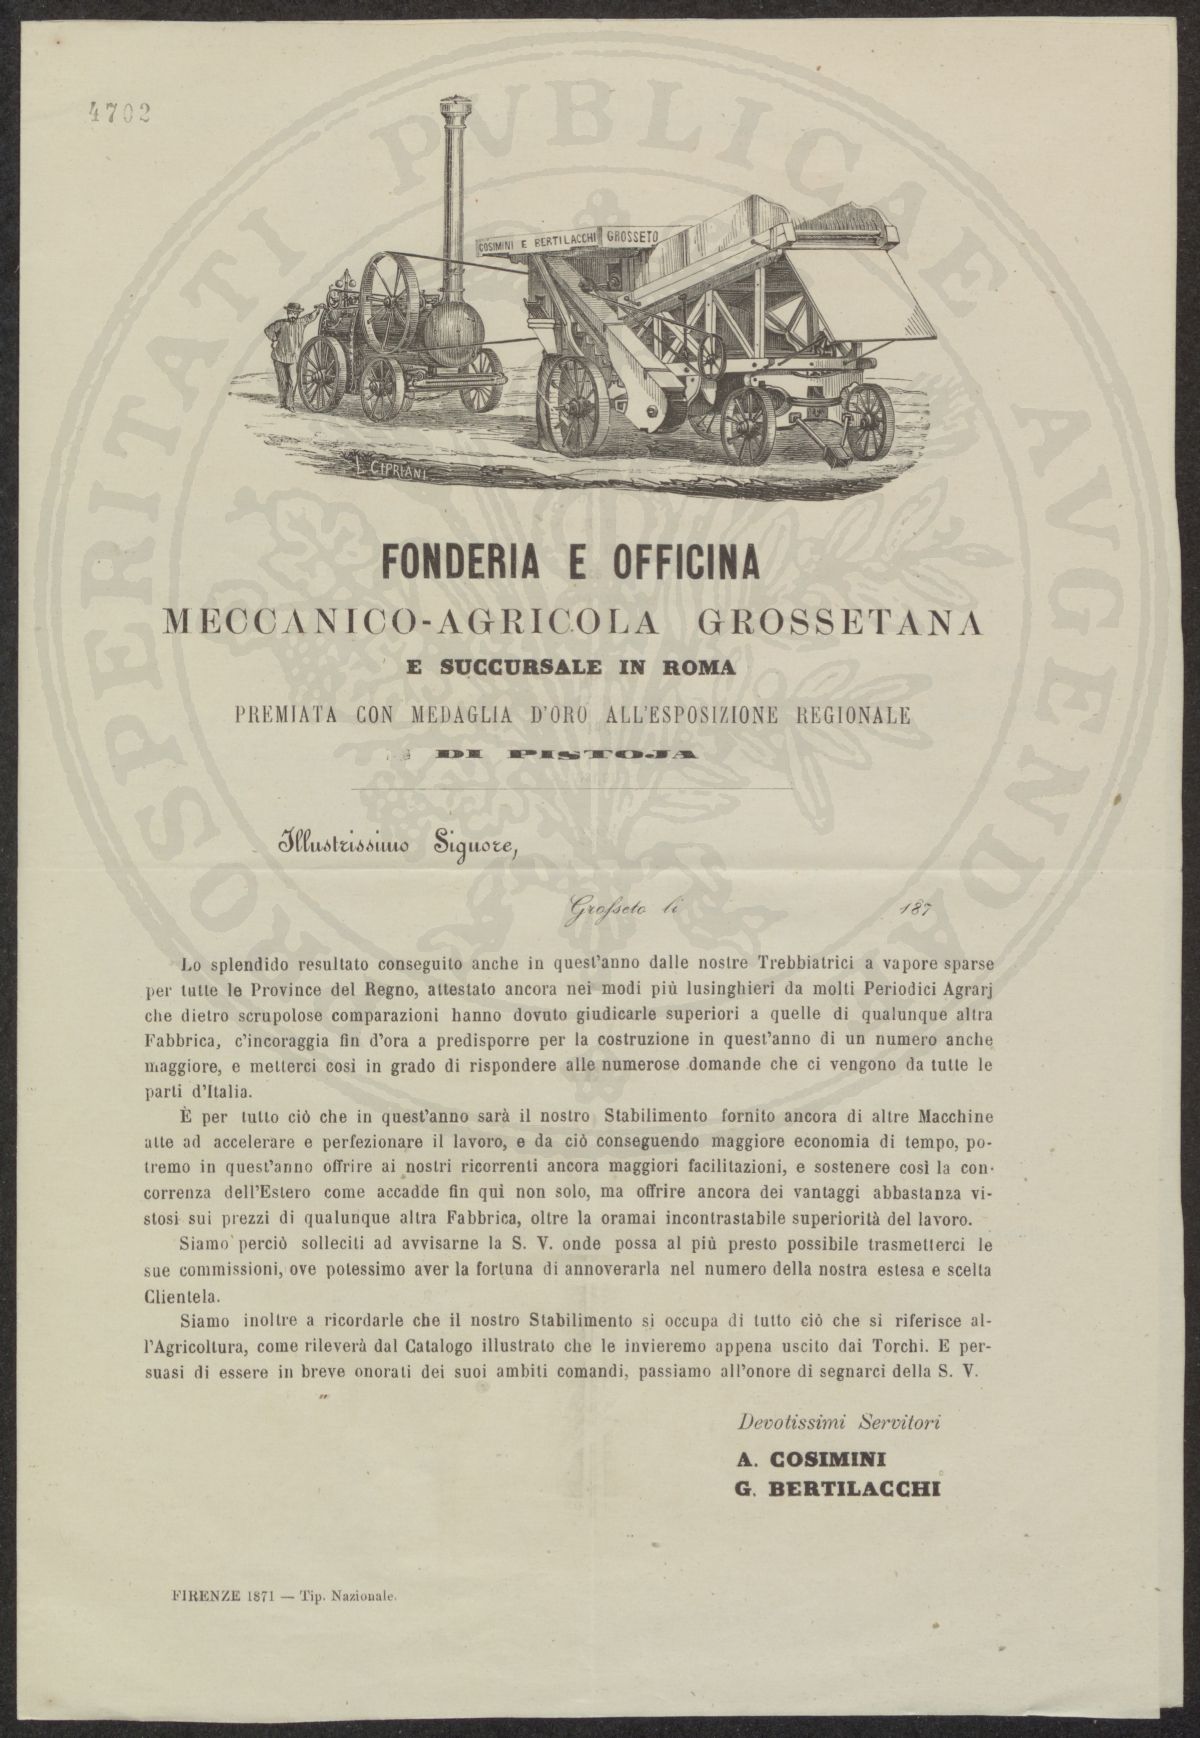 4702
COSIMINI E BERTILACCHI GROSSETO
L. CIPRIANI
FONDERIA E OFFICINA
MECCANICO-AGRICOLA GROSSETANA
E SUCCURSALE IN ROMA
PREMIATA CON MEDAGLIA D'ORO ALL'ESPOSIZIONE REGIONALE
DI PISTOJA
Illustrissimo Signore,
Grosseto li 187
Lo splendido resultato conseguito anche in quest'anno dalle nostre Trebbiatrici a vapore sparse
per tutte le Province del Regno, attestato ancora nei modi più lusinghieri da molti Periodici Agrarj
che dietro scrupolose comparazioni hanno dovuto giudicarle superiori a quelle di qualunque altra
Fabbrica, c'incoraggia fin d'ora a predisporre per la costruzione in quest'anno di un numero anche
maggiore, e metterci così in grado di rispondere alle numerose domande che ci vengono da tutte le
parti d'Italia.
È per tutto ciò che in quest'anno sarà il nostro Stabilimento fornito ancora di altre Macchine
atte ad accelerare e perfezionare il lavoro, e da ciò conseguendo maggiore economia di tempo, po-
tremo in quest'anno offrire ai nostri ricorrenti ancora maggiori facilitazioni, e sostenere così la con-
correnza dell'Estero come accadde fin quì non solo, ma offrire ancora dei vantaggi abbastanza vi-
stosi sui prezzi di qualunque altra Fabbrica, oltre la oramai incontrastabile superiorità del lavoro.
Siamo perciò solleciti ad avvisarne la S. V. onde possa al più presto possibile trasmetterci le
sue commissioni, ove potessimo aver la fortuna di annoverarla nel numero della nostra estesa e scelta
Clientela.
Siamo inoltre a ricordarle che il nostro Stabilimento si occupa di tutto ciò che si riferisce al-
l'Agricoltura, come rileverà dal Catalogo illustrato che le invieremo appena uscito dai Torchi. E per-
suasi di essere in breve onorati dei suoi ambiti comandi, passiamo all'onore di segnarci della S. V.
Devotissimi Servitori
A. COSIMINI
G. BERTILACCHI
FIRENZE 1871 — Tip. Nazionale.
PROSPERITATI PVBLICAE AVGENDAE